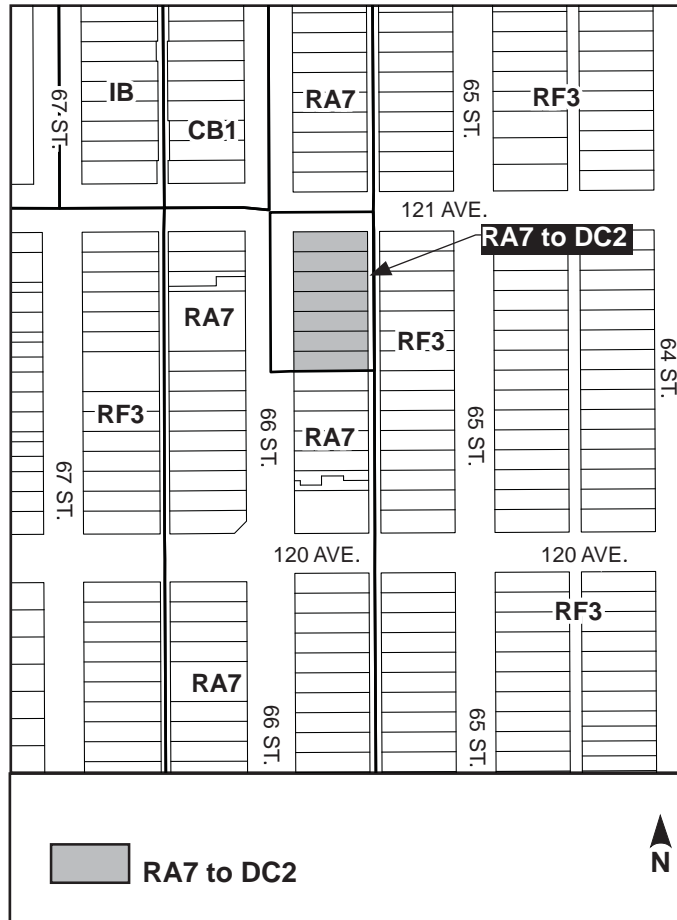 67 ST.
IB
CB1
RA7
65 ST.
RF3
121 AVE.
RA7 to DC2
RA7
RF3
64 ST.
RF3
66 ST.
RA7
65 ST.
67 ST.
120 AVE.
120 AVE.
RF3
RA7
66 ST.
65 ST.
RA7 to DC2
N